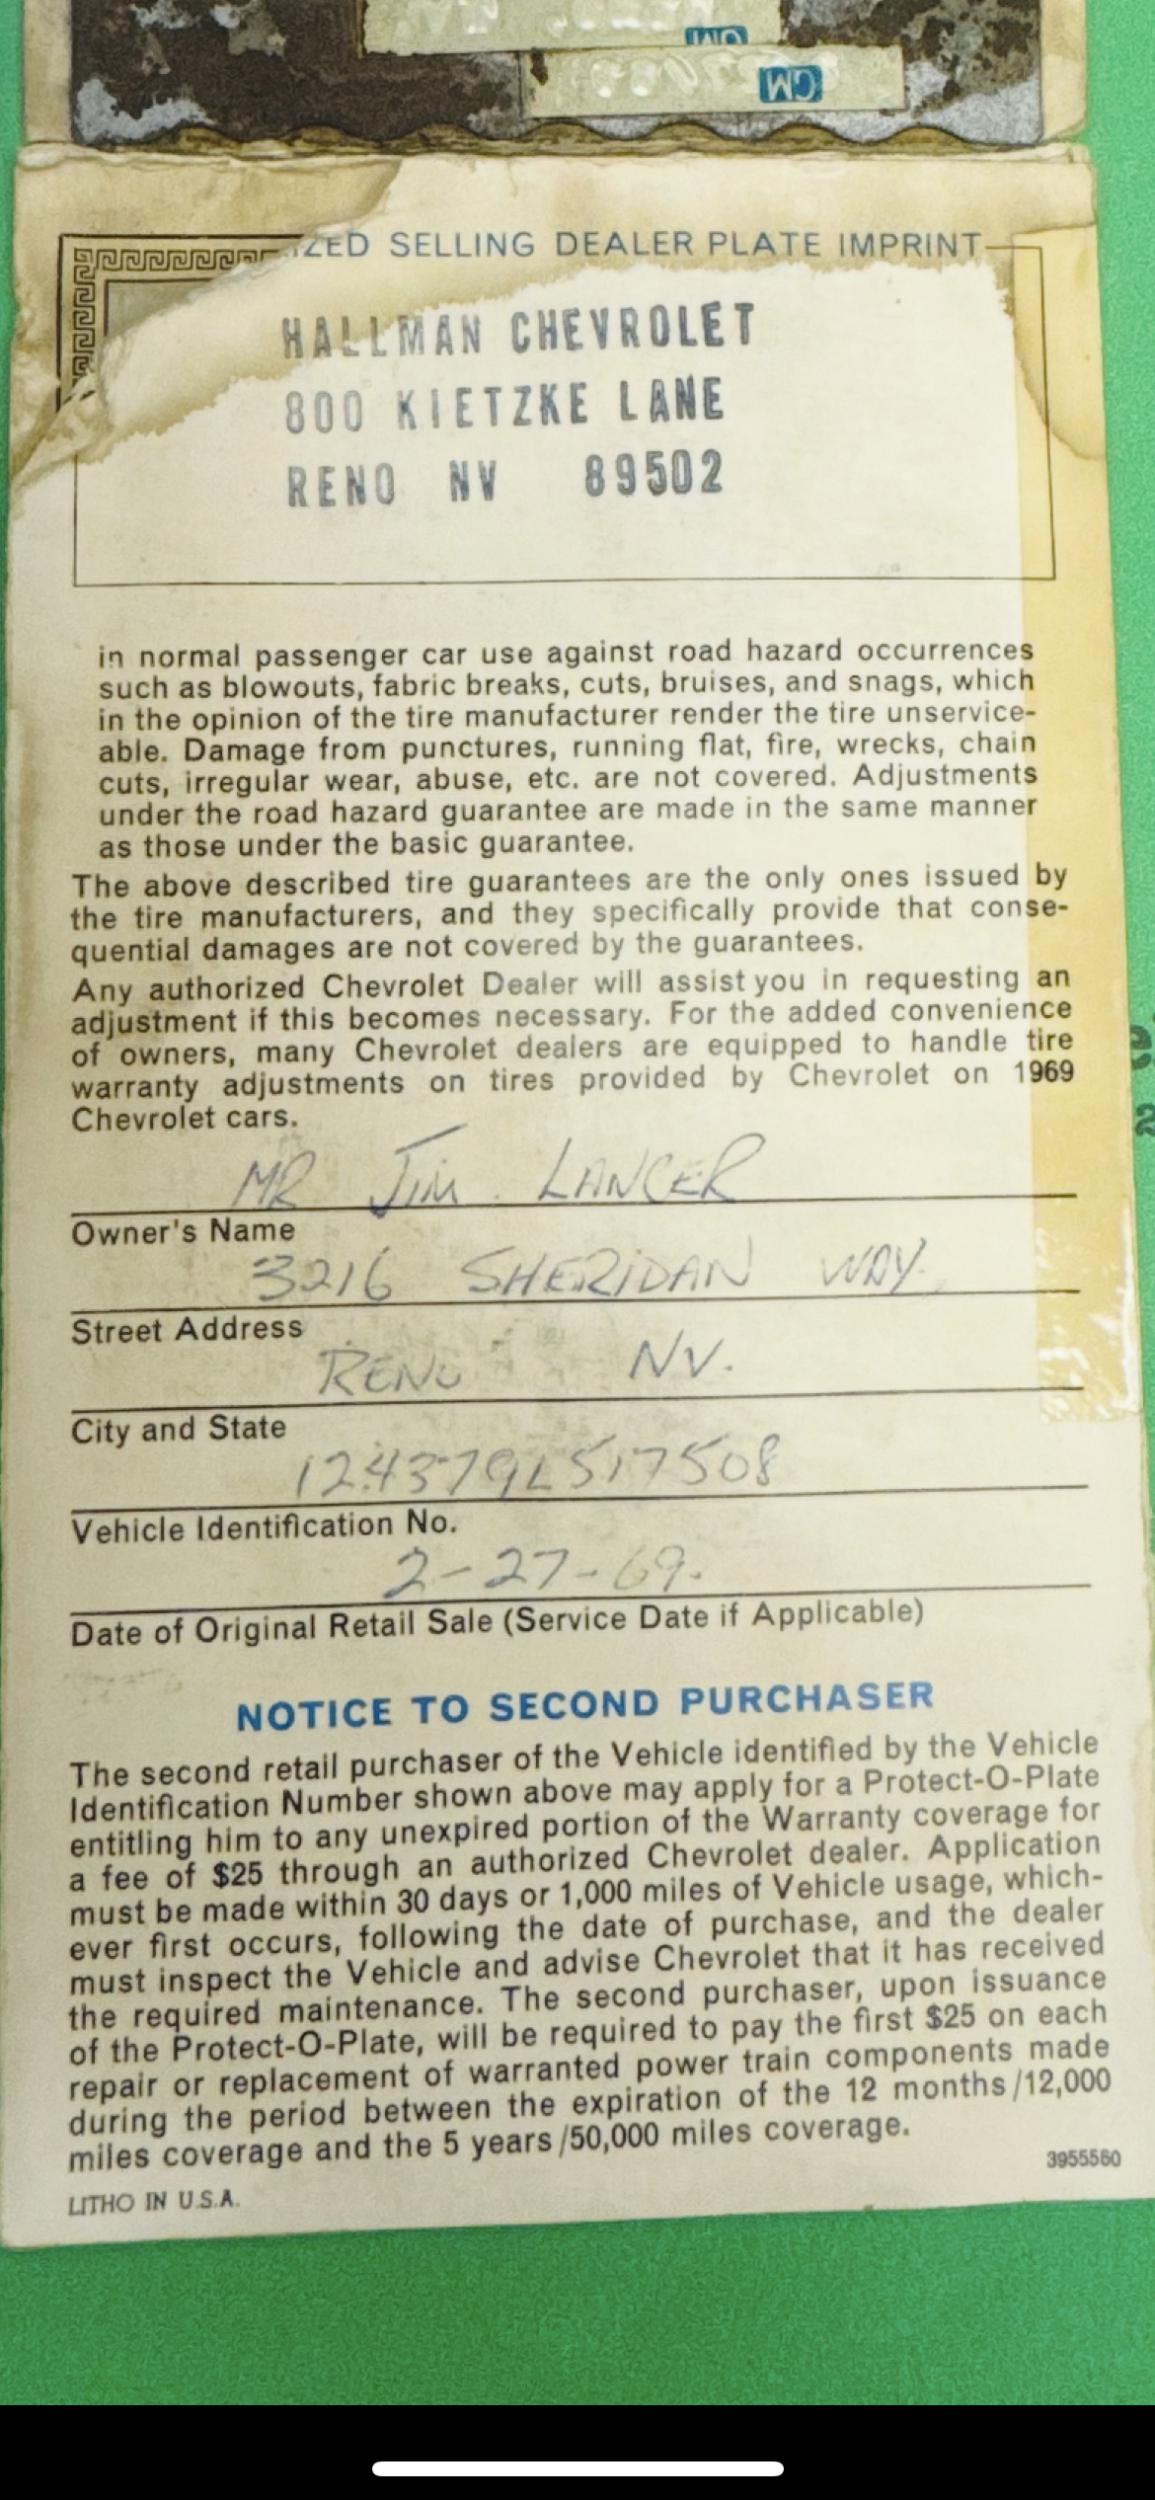 GM
GM
IZED SELLING DEALER PLATE IMPRINT
HALLMAN CHEVROLET
800 KIETZKE LANE
RENO NV 89502
in normal passenger car use against road hazard occurrences
such as blowouts, fabric breaks, cuts, bruises, and snags, which
in the opinion of the tire manufacturer render the tire unservice-
able. Damage from punctures, running flat, fire, wrecks, chain
cuts, irregular wear, abuse, etc. are not covered. Adjustments
under the road hazard guarantee are made in the same manner
as those under the basic guarantee.
The above described tire guarantees are the only ones issued by
the tire manufacturers, and they specifically provide that conse-
quential damages are not covered by the guarantees.
Any authorized Chevrolet Dealer will assist you in requesting an
adjustment if this becomes necessary. For the added convenience
of owners, many Chevrolet dealers are equipped to handle tire
warranty adjustments on tires provided by Chevrolet on 1969
Chevrolet cars.
MR JIM LANCER
Owner's Name
3216 SHERIDAN WAY
Street Address
RENO NV.
City and State
124379L517508
Vehicle Identification No.
2-27-69.
Date of Original Retail Sale (Service Date if Applicable)
NOTICE TO SECOND PURCHASER
The second retail purchaser of the Vehicle identified by the Vehicle
Identification Number shown above may apply for a Protect-O-Plate
entitling him to any unexpired portion of the Warranty coverage for
a fee of $25 through an authorized Chevrolet dealer. Application
must be made within 30 days or 1,000 miles of Vehicle usage, which-
ever first occurs, following the date of purchase, and the dealer
must inspect the Vehicle and advise Chevrolet that it has received
the required maintenance. The second purchaser, upon issuance
of the Protect-O-Plate, will be required to pay the first $25 on each
repair or replacement of warranted power train components made
during the period between the expiration of the 12 months/12,000
miles coverage and the 5 years/50,000 miles coverage.
3955560
LITHO IN U.S.A.